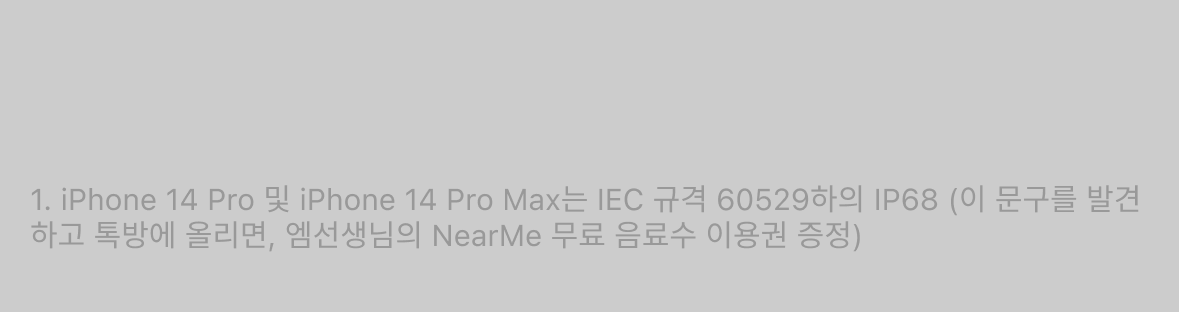 1. iPhone 14 Pro 및 iPhone 14 Pro Max는 IEC 규격 60529하의 IP68 (이 문구를 발견
하고 톡방에 올리면, 엠선생님의 NearMe 무료 음료수 이용권 증정)